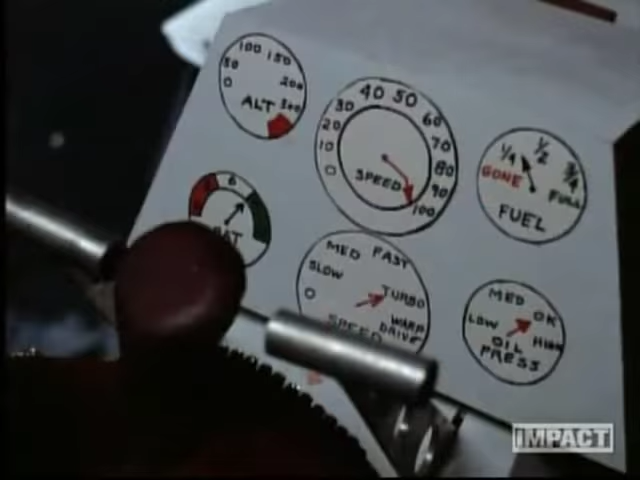 0 50 100 150 200 300
ALT
0 10 20 30 40 50 60 70 80 90 100
SPEED
GONE 1/4 1/2 3/4 FULL
FUEL
6
0 SLOW MED FAST TURBO WARP DRIVE
SPEED
LOW MED OK HIGH
OIL
PRESS
IMPACT